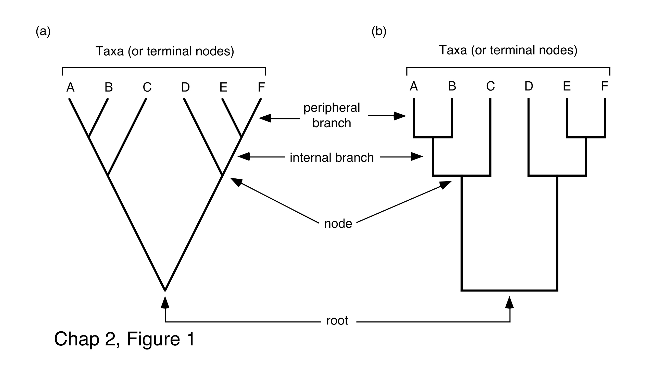 (a)
(b)
Taxa (or terminal nodes)
Taxa (or terminal nodes)
A B C D E F
A B C D E F
peripheral
branch
internal branch
node
root
Chap 2, Figure 1